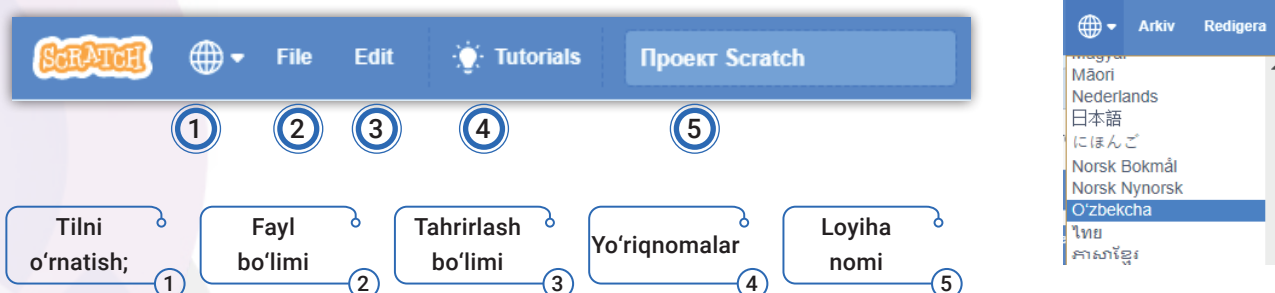 SCRATCH File Edit Tutorials Проект Scratch
1 2 3 4 5
Tilni
o‘rnatish;
1
Fayl
bo‘limi
2
Tahrirlash
bo‘limi
3
Yo‘riqnomalar
4
Loyiha
nomi
5
Arkiv Redigera
Magyar
Māori
Nederlands
日本語
にほんご
Norsk Bokmål
Norsk Nynorsk
O‘zbekcha
ไทย
ភាសាខ្មែរ